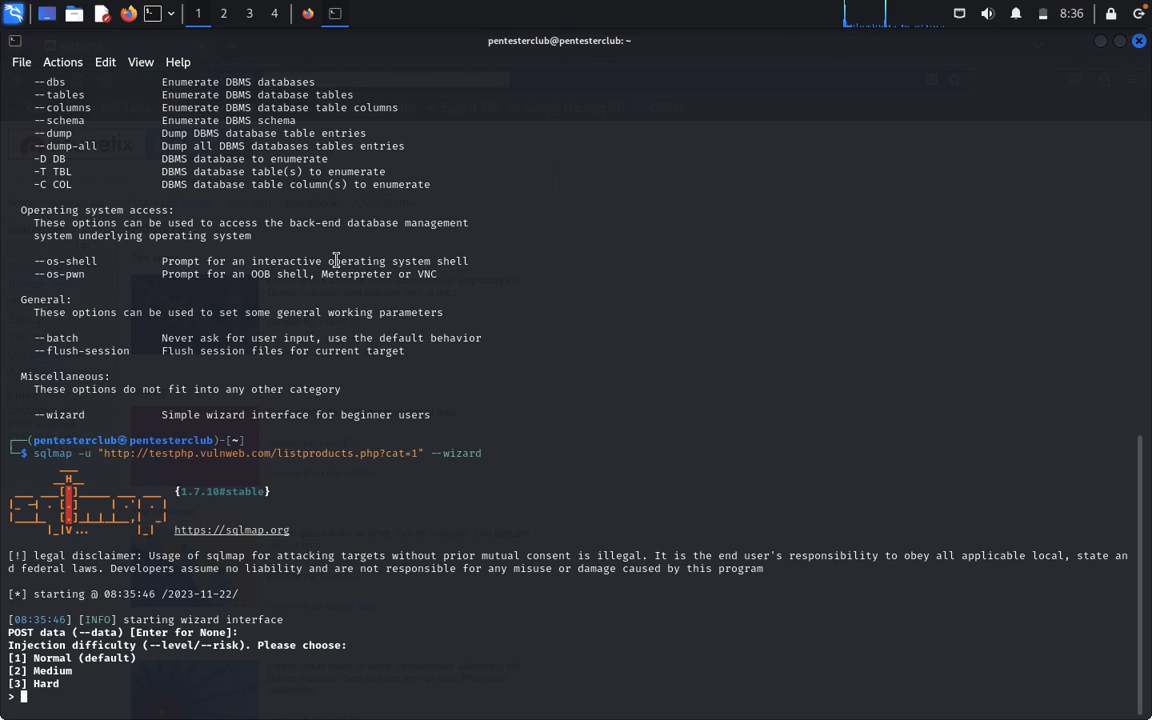 1 2 3 4 8:36
pentesterclub@pentesterclub: ~
File Actions Edit View Help
--dbs Enumerate DBMS databases
--tables Enumerate DBMS database tables
--columns Enumerate DBMS database table columns
--schema Enumerate DBMS schema
--dump Dump DBMS database table entries
--dump-all Dump all DBMS databases tables entries
-D DB DBMS database to enumerate
-T TBL DBMS database table(s) to enumerate
-C COL DBMS database table column(s) to enumerate
Operating system access:
These options can be used to access the back-end database management
system underlying operating system
--os-shell Prompt for an interactive operating system shell
--os-pwn Prompt for an OOB shell, Meterpreter or VNC
General:
These options can be used to set some general working parameters
--batch Never ask for user input, use the default behavior
--flush-session Flush session files for current target
Miscellaneous:
These options do not fit into any other category
--wizard Simple wizard interface for beginner users
┌──(pentesterclub㉿pentesterclub)-[~]
└─$ sqlmap -u "http://testphp.vulnweb.com/listproducts.php?cat=1" --wizard
{1.7.10#stable}
https://sqlmap.org
[!] legal disclaimer: Usage of sqlmap for attacking targets without prior mutual consent is illegal. It is the end user's responsibility to obey all applicable local, state an
d federal laws. Developers assume no liability and are not responsible for any misuse or damage caused by this program
[*] starting @ 08:35:46 /2023-11-22/
[08:35:46] [INFO] starting wizard interface
POST data (--data) [Enter for None]:
Injection difficulty (--level/--risk). Please choose:
[1] Normal (default)
[2] Medium
[3] Hard
>